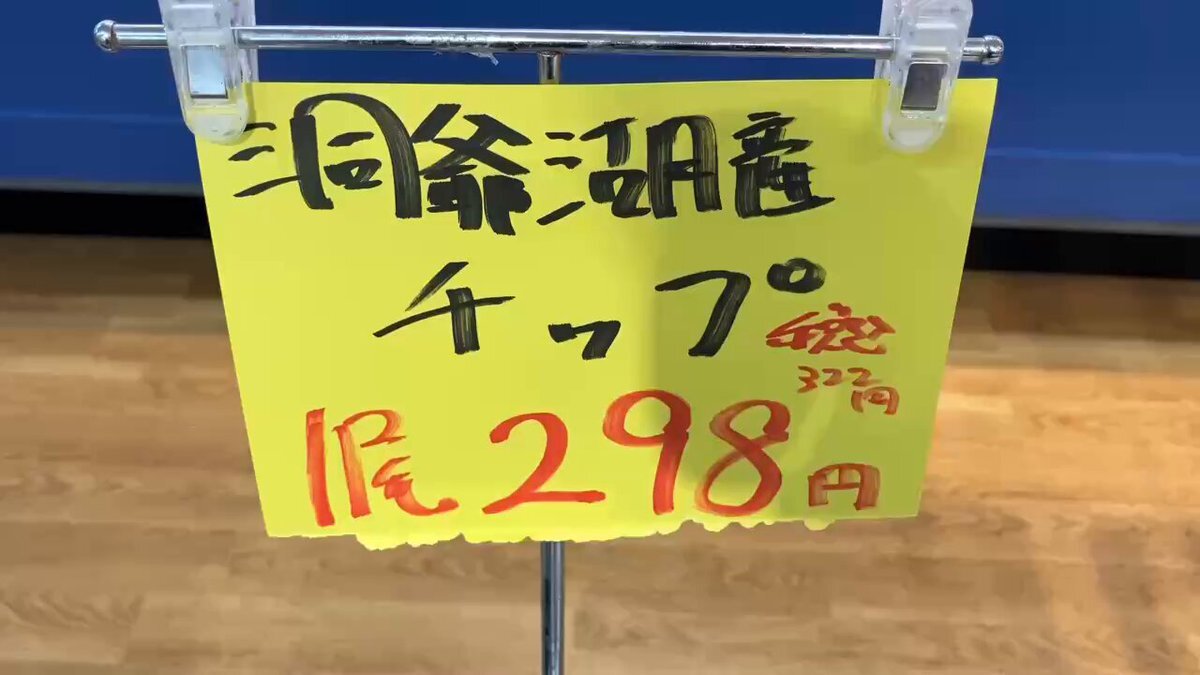 洞爺湖産
チップ
税込
322円
1尾 298円